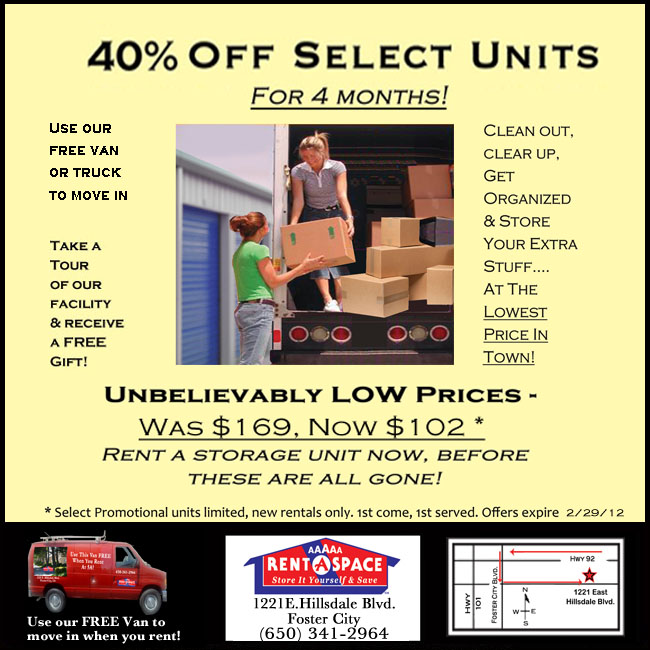 40% OFF SELECT UNITS
FOR 4 MONTHS!
USE OUR
FREE VAN
OR TRUCK
TO MOVE IN
TAKE A
TOUR
OF OUR
FACILITY
& RECEIVE
A FREE
GIFT!
CLEAN OUT,
CLEAR UP,
GET
ORGANIZED
& STORE
YOUR EXTRA
STUFF....
AT THE
LOWEST
PRICE IN
TOWN!
UNBELIEVABLY LOW PRICES -
WAS $169, NOW $102 *
RENT A STORAGE UNIT NOW, BEFORE
THESE ARE ALL GONE!
* Select Promotional units limited, new rentals only. 1st come, 1st served. Offers expire 2/29/12
Use This Van FREE
When You Rent
At 5A!
Use our FREE Van to
move in when you rent!
AAAAA
RENT A SPACE
Store It Yourself & Save
1221E.Hillsdale Blvd.
Foster City
(650) 341-2964
HWY 92
HWY
101
FOSTER CITY BLVD.
N
W E
S
1221 East
Hillsdale Blvd.